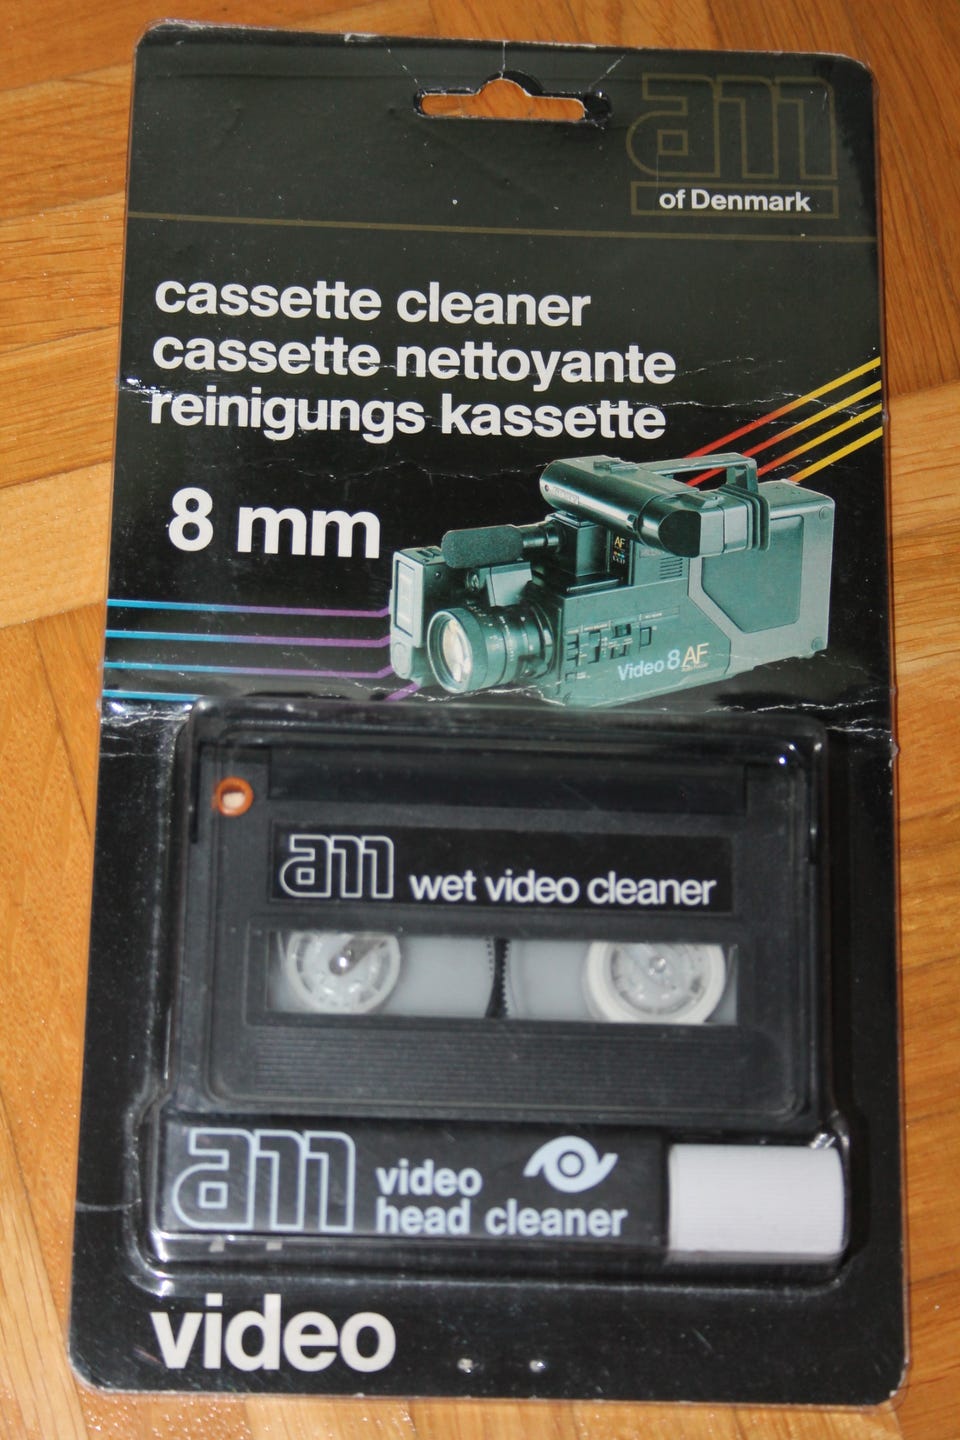 am
of Denmark
cassette cleaner
cassette nettoyante
reinigungs kassette
8 mm
AF
Video 8 AF
am wet video cleaner
am video
head cleaner
video